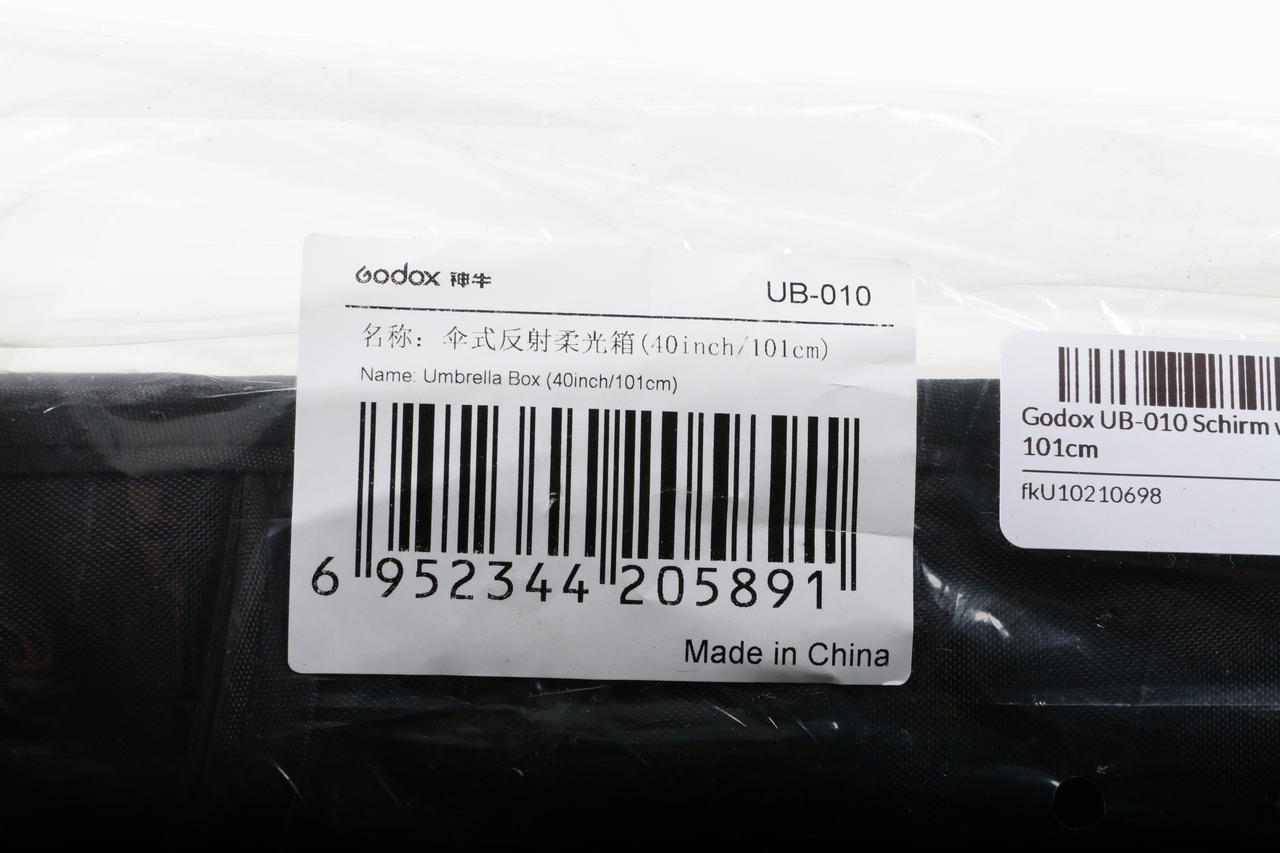 Godox 神牛
UB-010
名称：伞式反射柔光箱(40inch/101cm)
Name: Umbrella Box (40inch/101cm)
6 952344 205891
Made in China
Godox UB-010 Schirm
101cm
fkU10210698